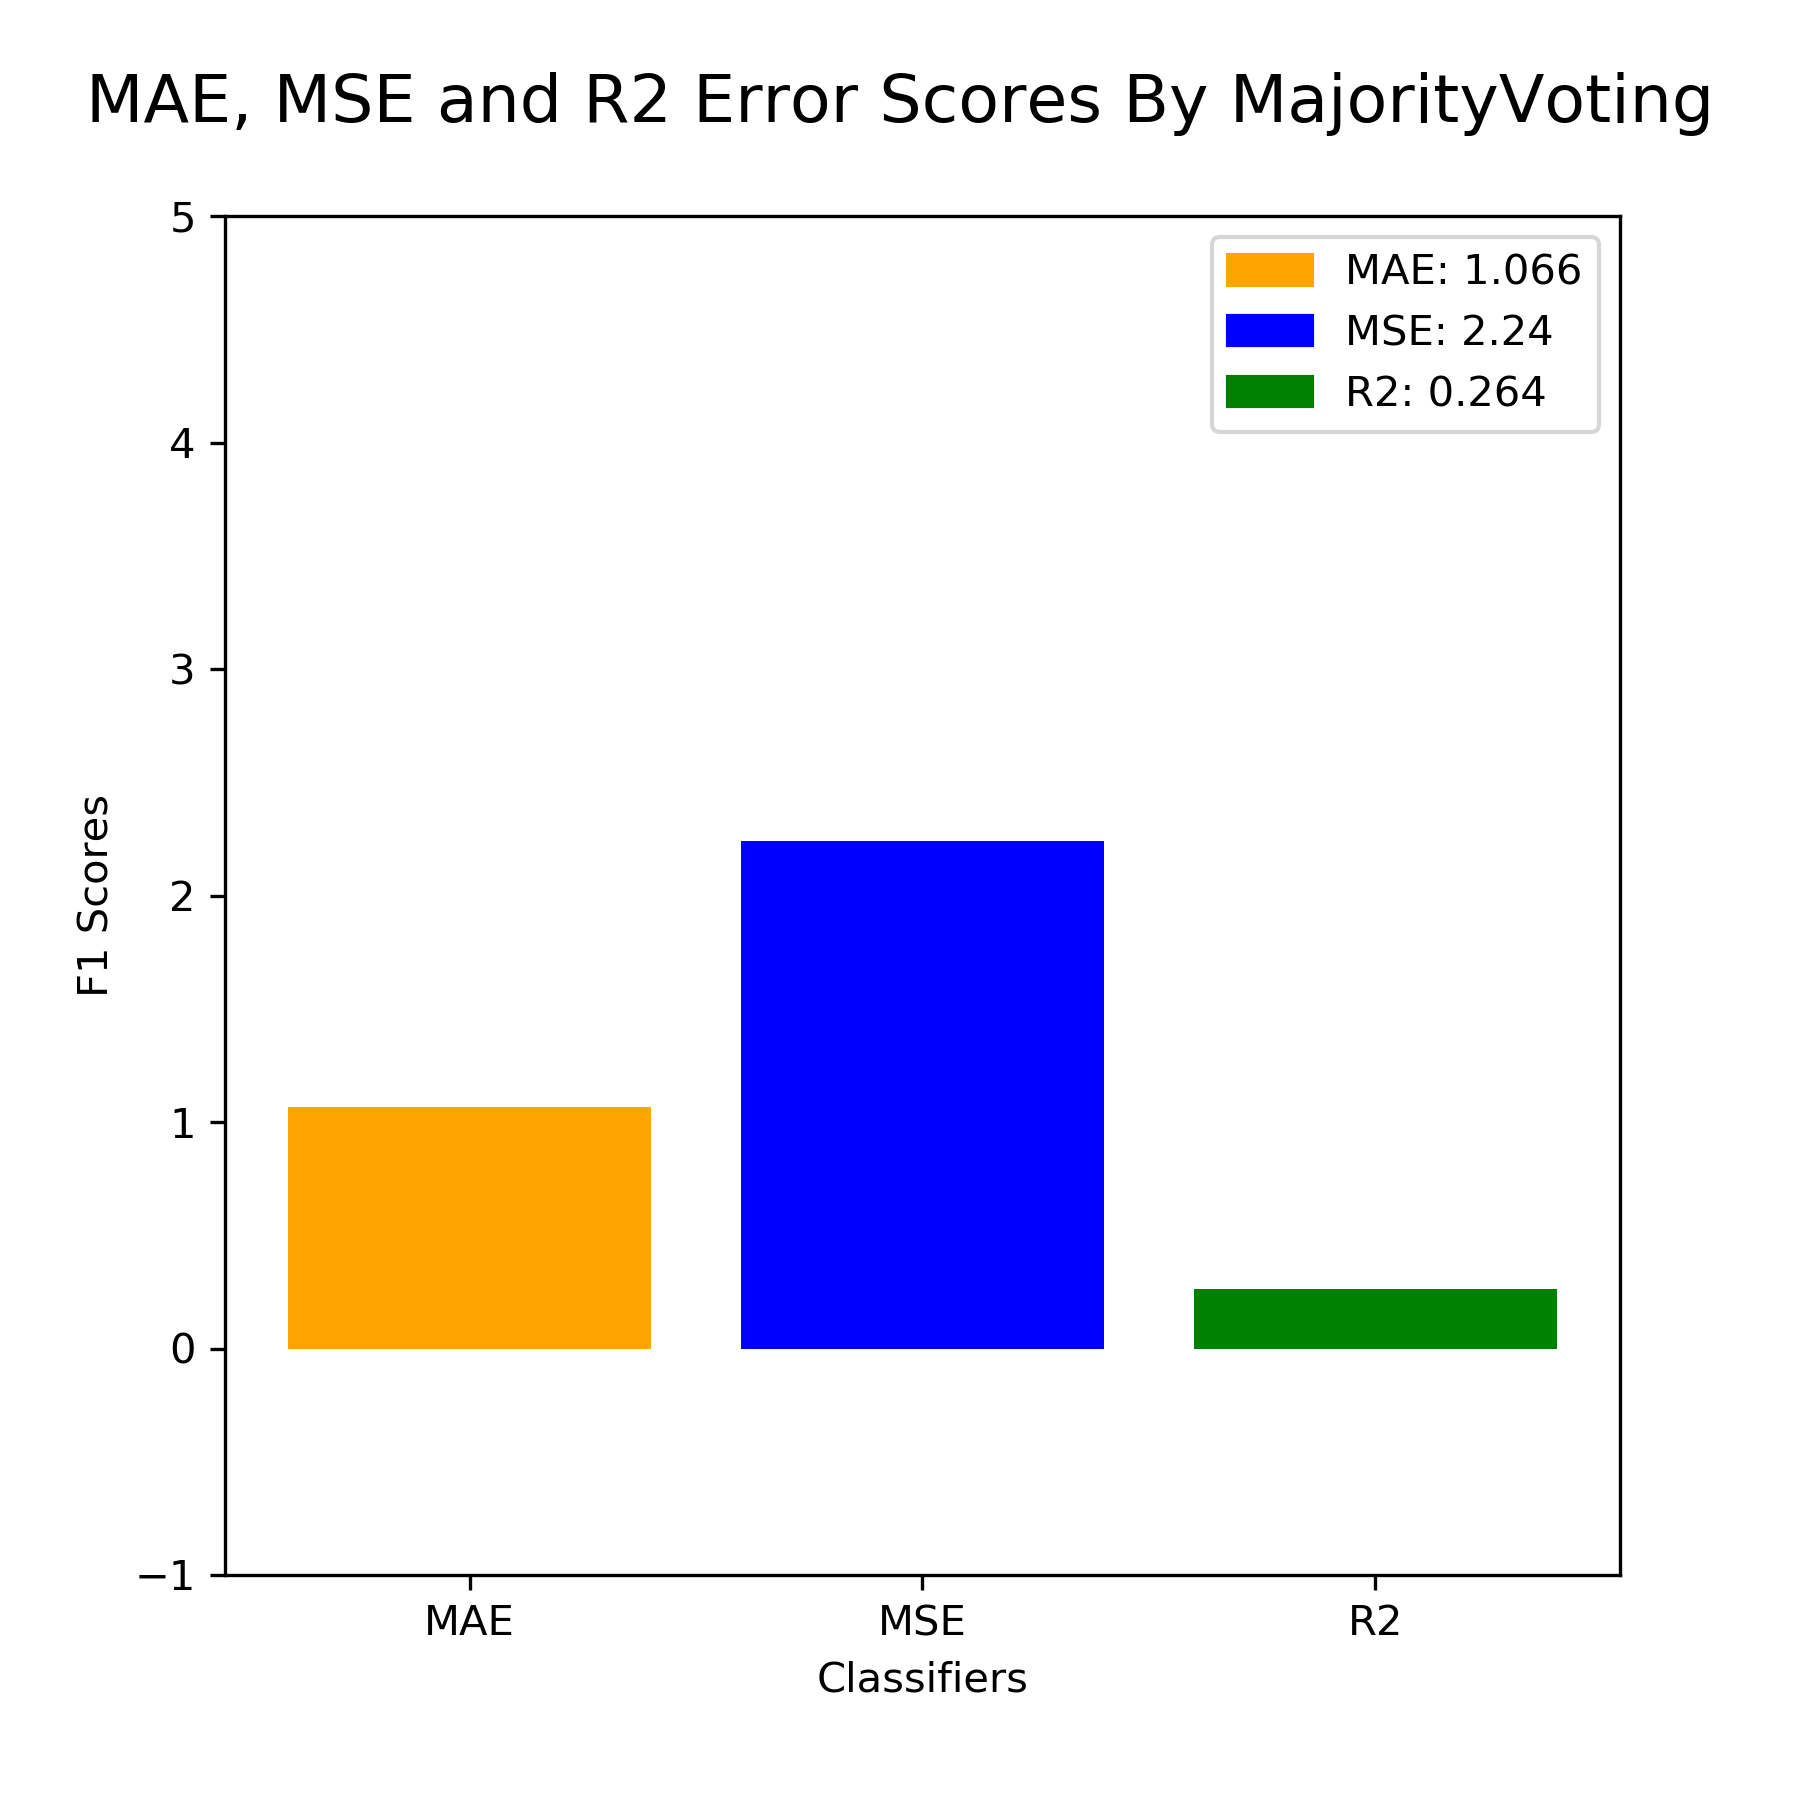 MAE, MSE and R2 Error Scores By MajorityVoting
5
4
3
2
1
0
−1
F1 Scores
MAE: 1.066
MSE: 2.24
R2: 0.264
MAE
MSE
R2
Classifiers